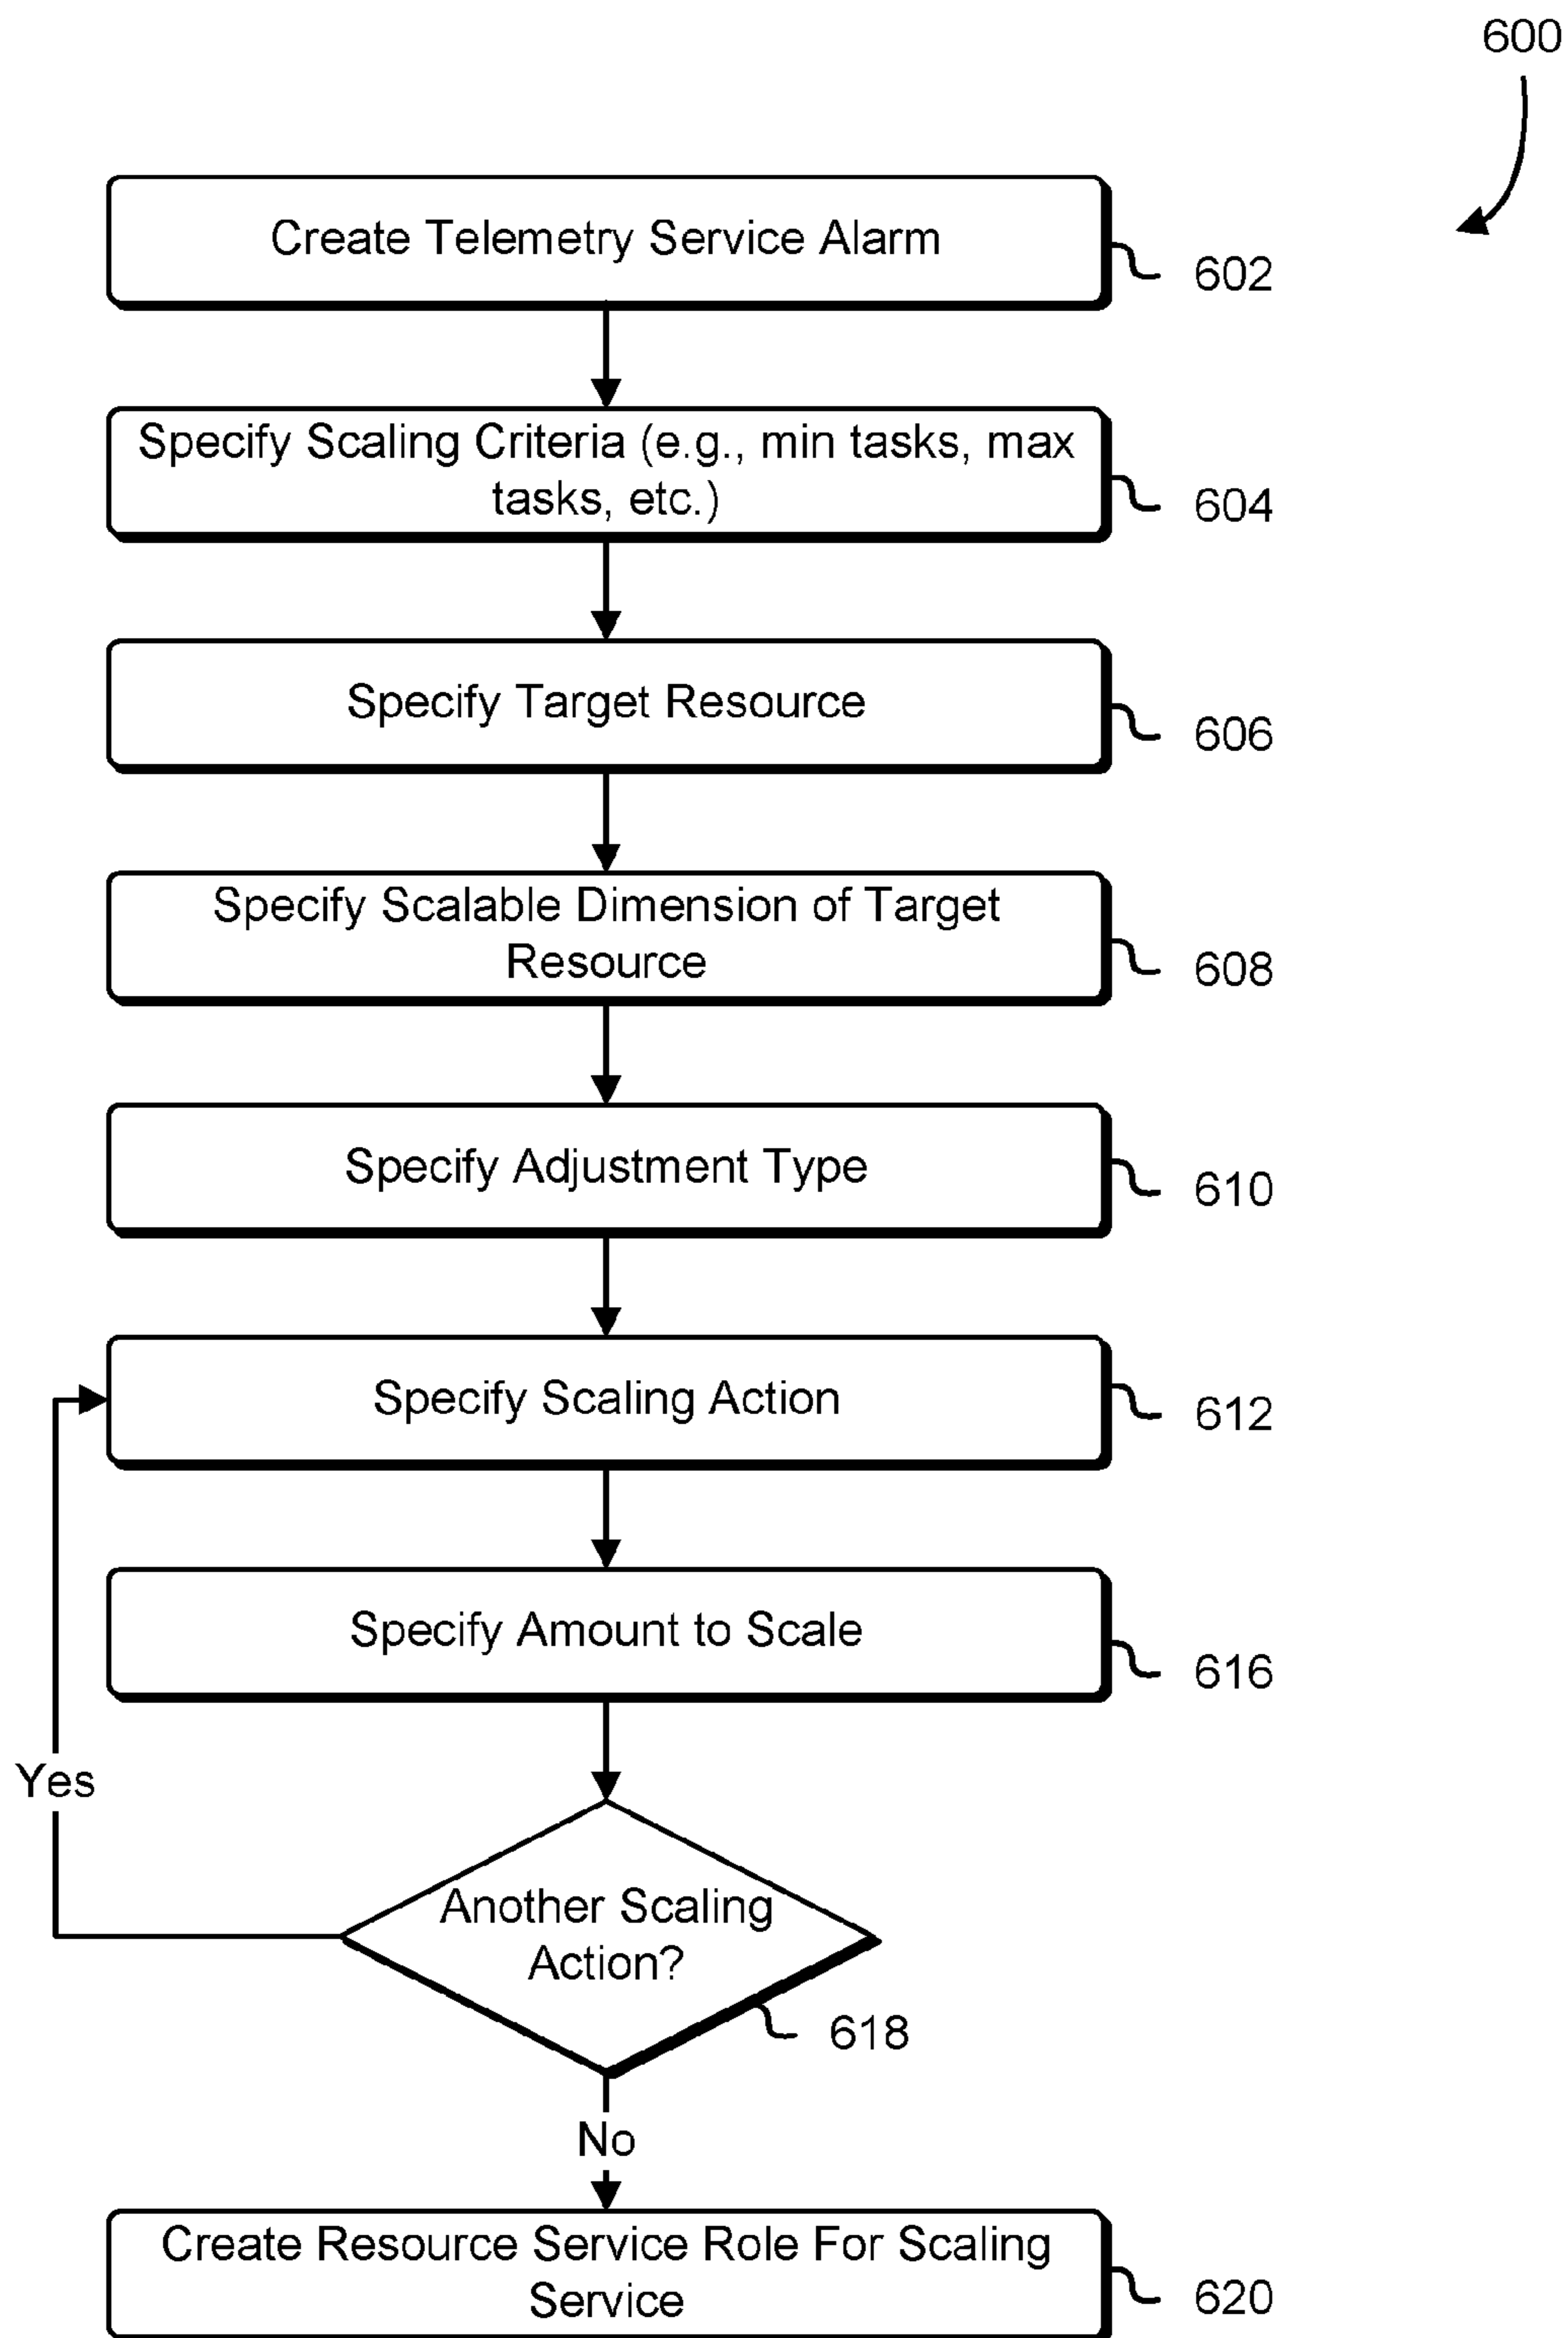 600
Create Telemetry Service Alarm
602
Specify Scaling Criteria (e.g., min tasks, max
tasks, etc.)
604
Specify Target Resource
606
Specify Scalable Dimension of Target
Resource
608
Specify Adjustment Type
610
Specify Scaling Action
612
Specify Amount to Scale
616
Yes
Another Scaling
Action?
618
No
Create Resource Service Role For Scaling
Service
620